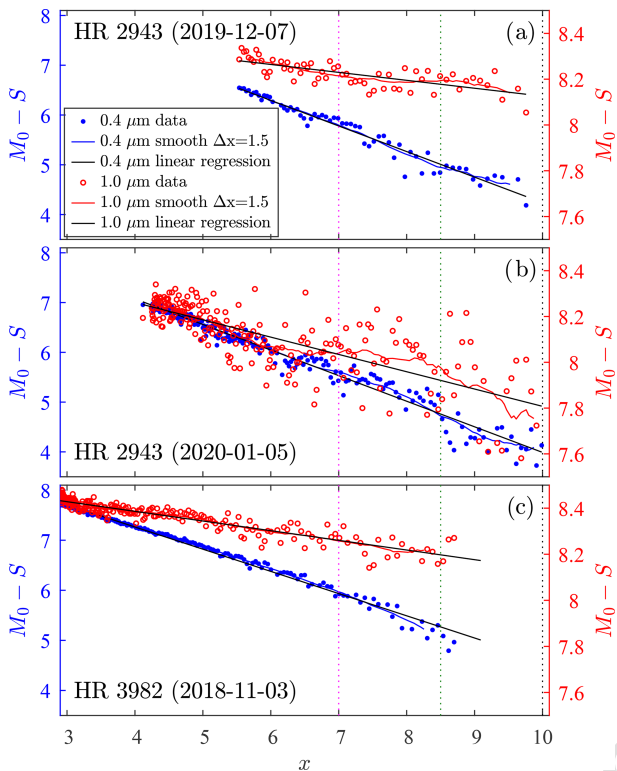 HR 2943 (2019-12-07)
(a)
8
7
6
5
4
M₀ − S
8.4
8.2
8
7.8
7.6
M₀ − S
0.4 μm data
0.4 μm smooth Δx=1.5
0.4 μm linear regression
1.0 μm data
1.0 μm smooth Δx=1.5
1.0 μm linear regression
(b)
8
7
6
5
4
M₀ − S
8.4
8.2
8
7.8
7.6
M₀ − S
HR 2943 (2020-01-05)
(c)
8
7
6
5
4
M₀ − S
8.4
8.2
8
7.8
7.6
M₀ − S
HR 3982 (2018-11-03)
3 4 5 6 7 8 9 10
x